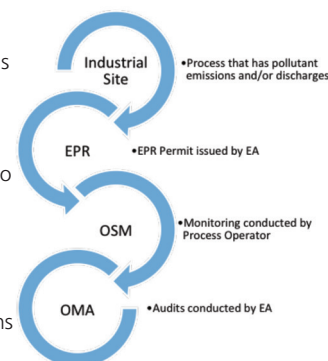 Industrial
Site
•Process that has pollutant
emissions and/or discharges
EPR
•EPR Permit issued by EA
OSM
•Monitoring conducted by
Process Operator
OMA
•Audits conducted by EA